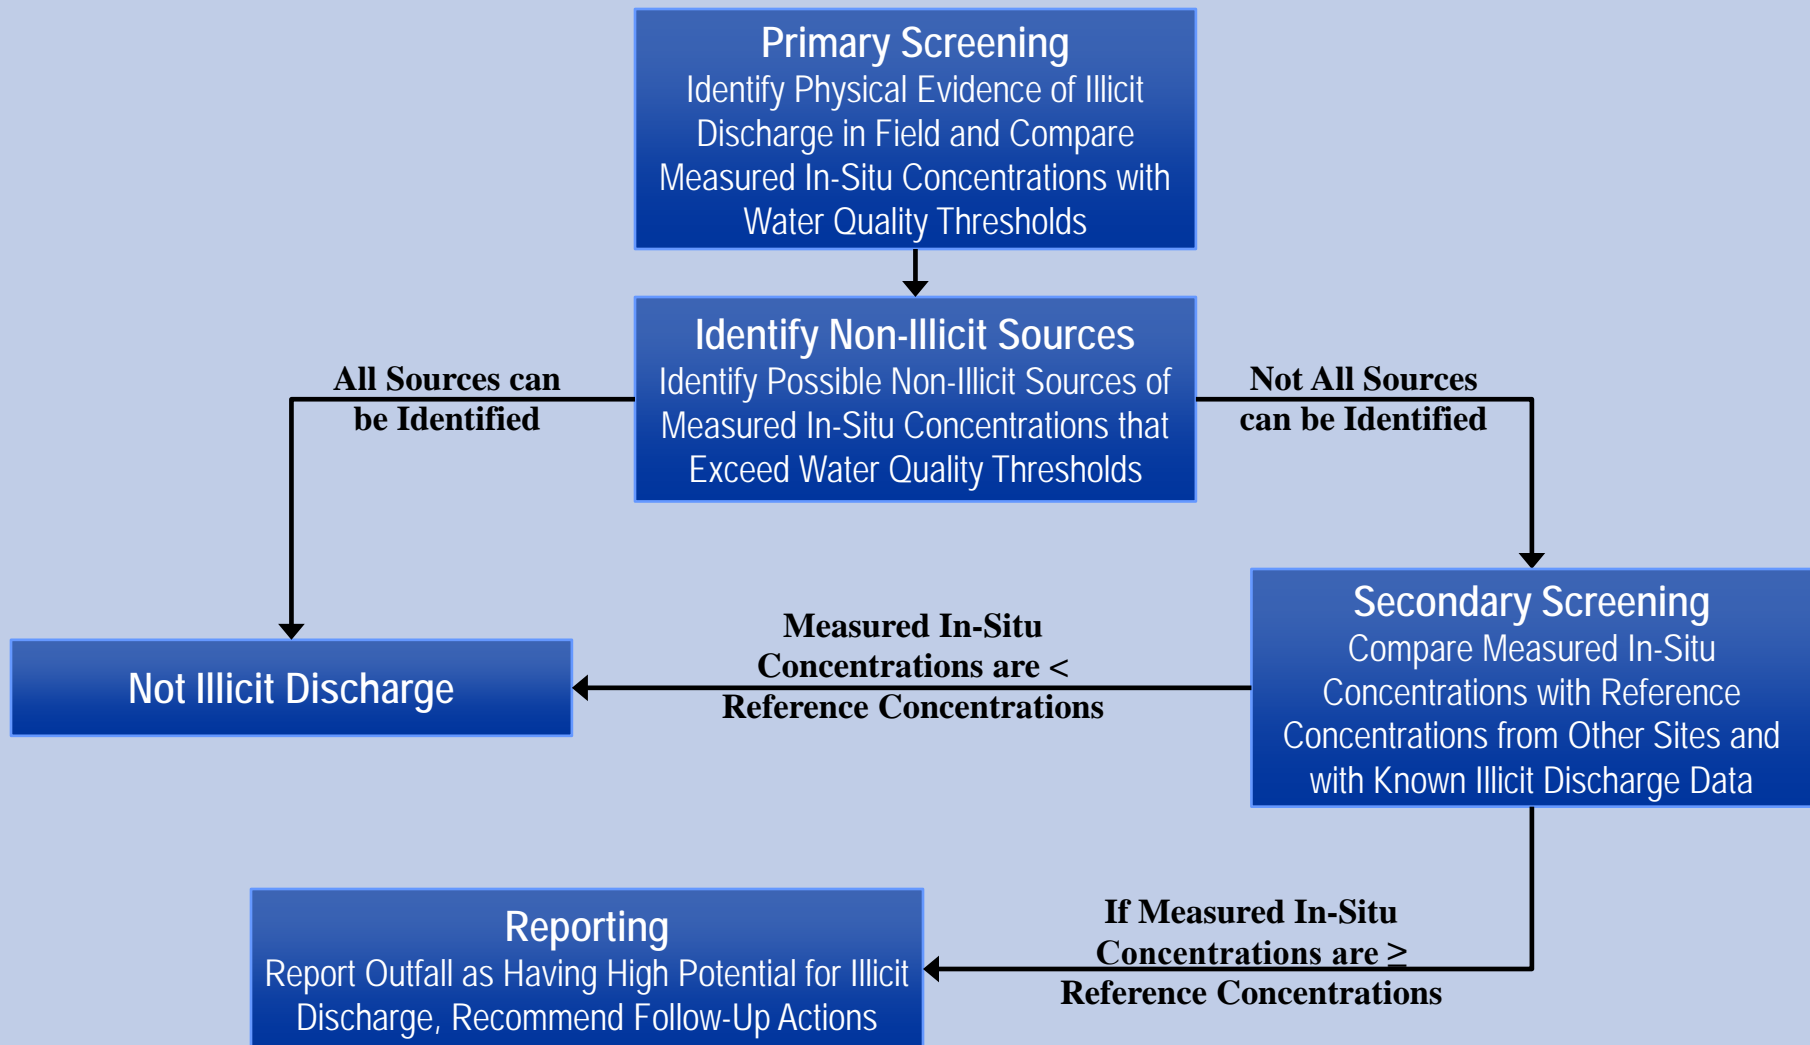 Primary Screening
Identify Physical Evidence of Illicit
Discharge in Field and Compare
Measured In-Situ Concentrations with
Water Quality Thresholds
Identify Non-Illicit Sources
Identify Possible Non-Illicit Sources of
Measured In-Situ Concentrations that
Exceed Water Quality Thresholds
All Sources can
be Identified
Not All Sources
can be Identified
Secondary Screening
Compare Measured In-Situ
Concentrations with Reference
Concentrations from Other Sites and
with Known Illicit Discharge Data
Measured In-Situ
Concentrations are <
Reference Concentrations
Not Illicit Discharge
If Measured In-Situ
Concentrations are ≥
Reference Concentrations
Reporting
Report Outfall as Having High Potential for Illicit
Discharge, Recommend Follow-Up Actions